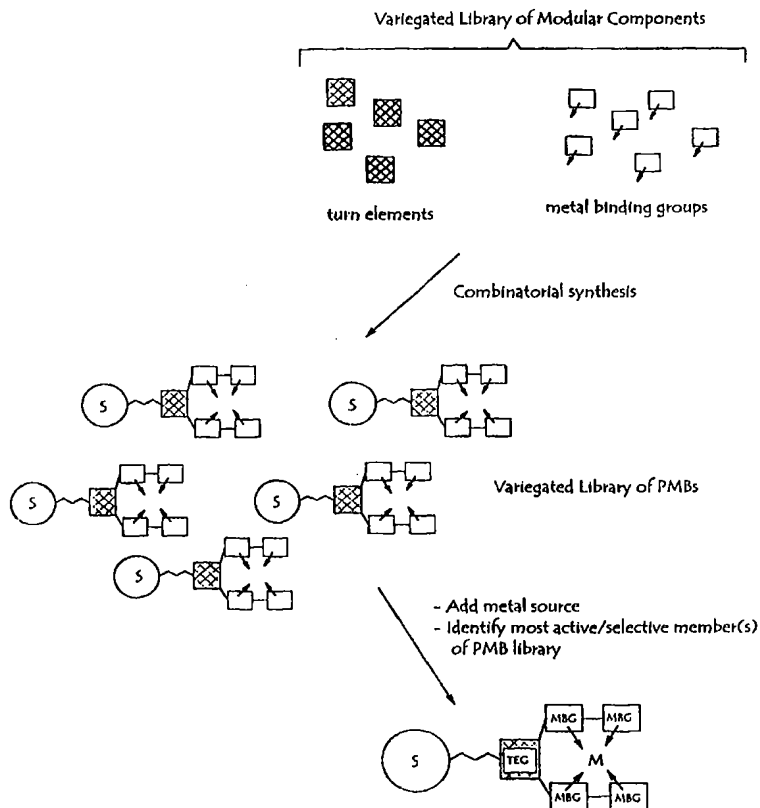 Variegated Library of Modular Components
turn elements
metal binding groups
Combinatorial synthesis
S
S
S
S
Variegated Library of PMBs
S
- Add metal source
- Identify most active/selective member(s)
of PMB library
MBG
MBG
S
TEG
M
MBG
MBG